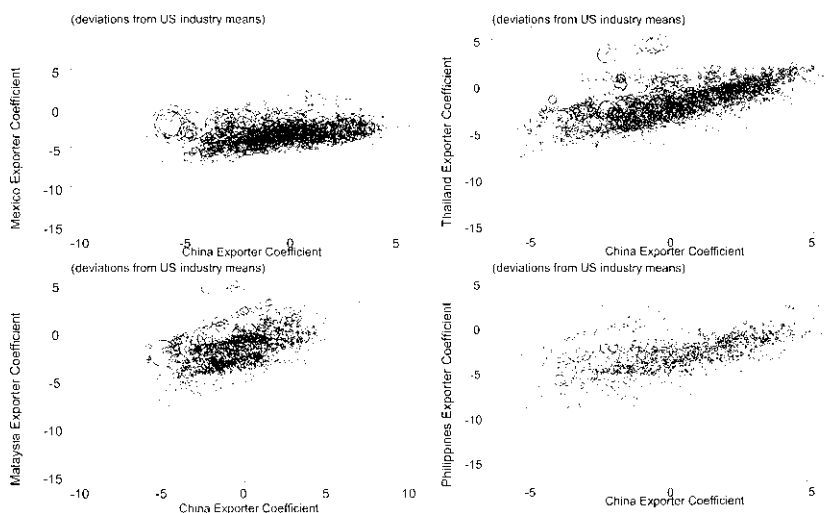 (deviations from US industry means)
Mexico Exporter Coefficient
5
0
-5
-10
-15
-10
-5
0
5
China Exporter Coefficient
(deviations from US industry means)
Thailand Exporter Coefficient
5
0
-5
-10
-15
-5
0
5
China Exporter Coefficient
(deviations from US industry means)
Malaysia Exporter Coefficient
5
0
-5
-10
-15
-10
-5
0
5
10
China Exporter Coefficient
(deviations from US industry means)
Philippines Exporter Coefficient
5
0
-5
-10
-15
-5
0
5
China Exporter Coefficient